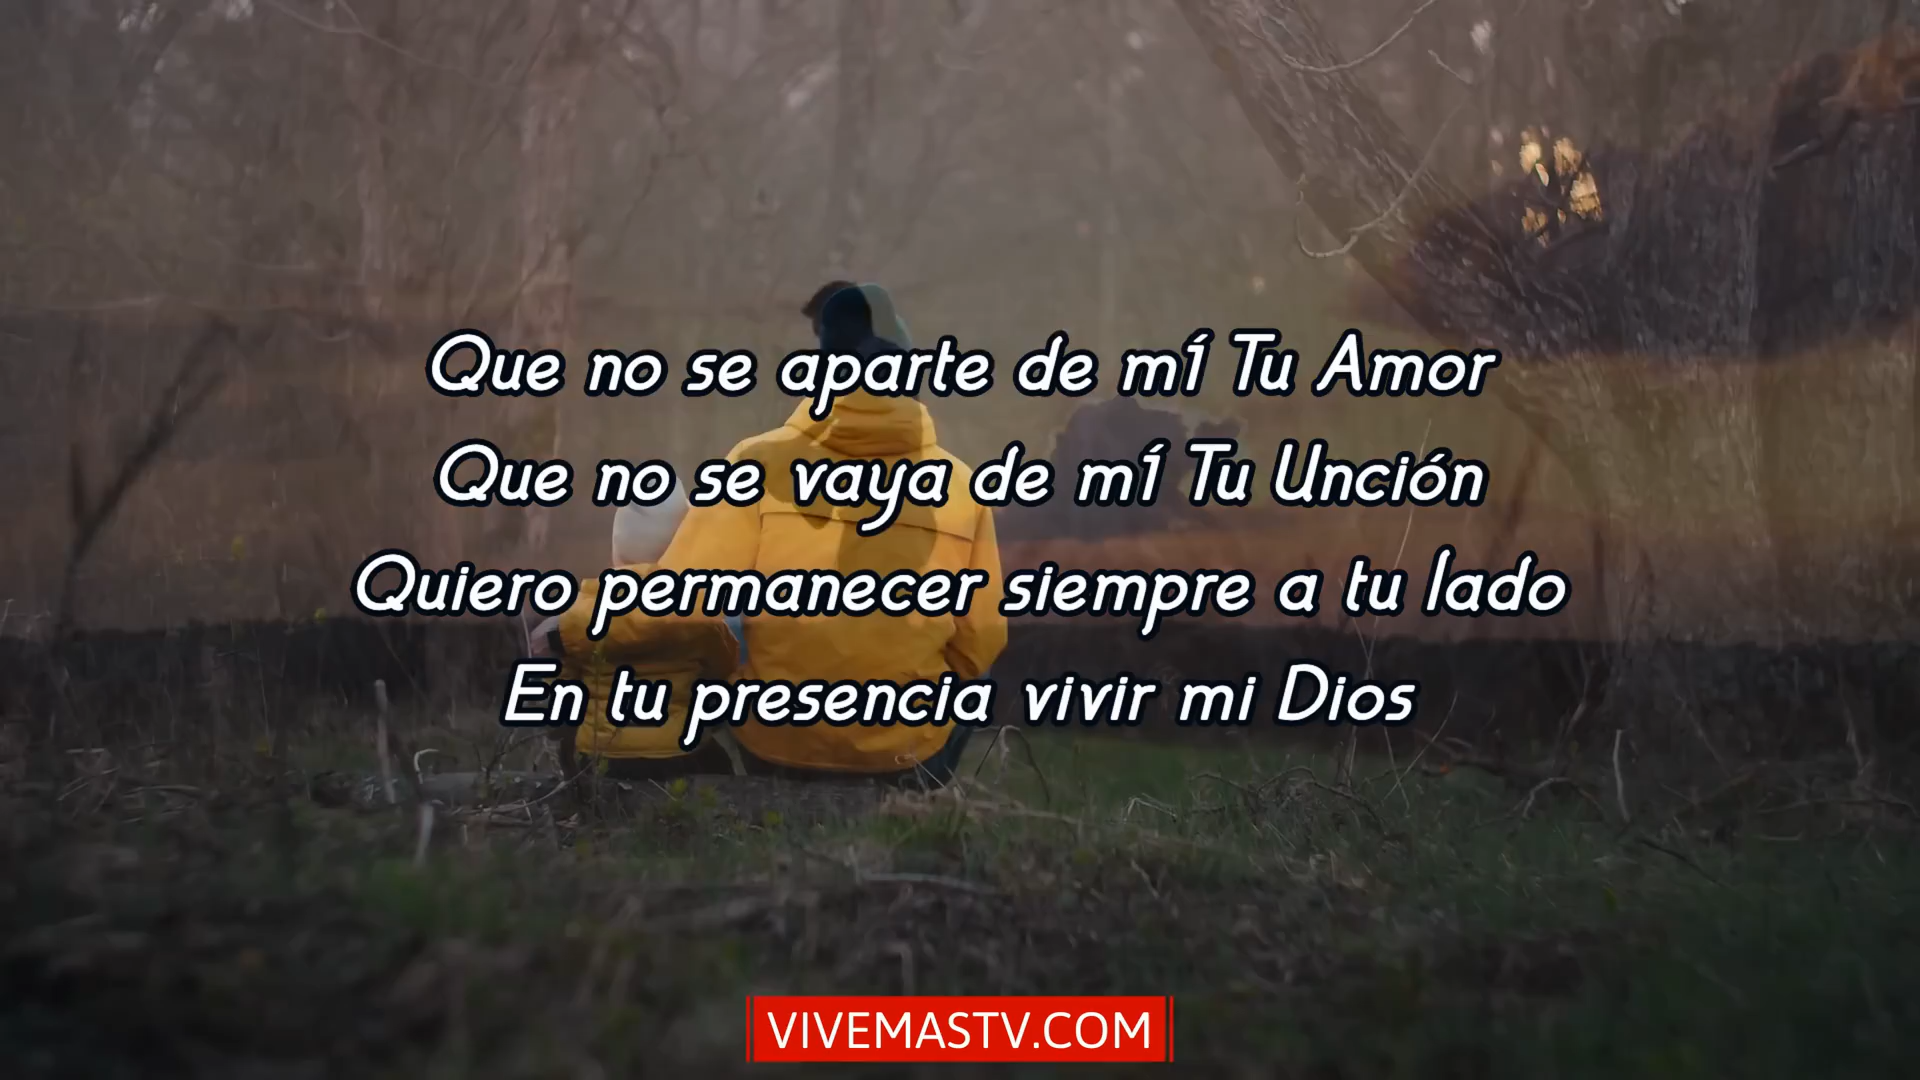 Que no se aparte de mí Tu Amor
Que no se vaya de mí Tu Unción
Quiero permanecer siempre a tu lado
En tu presencia vivir mi Dios
VIVEMASTV.COM